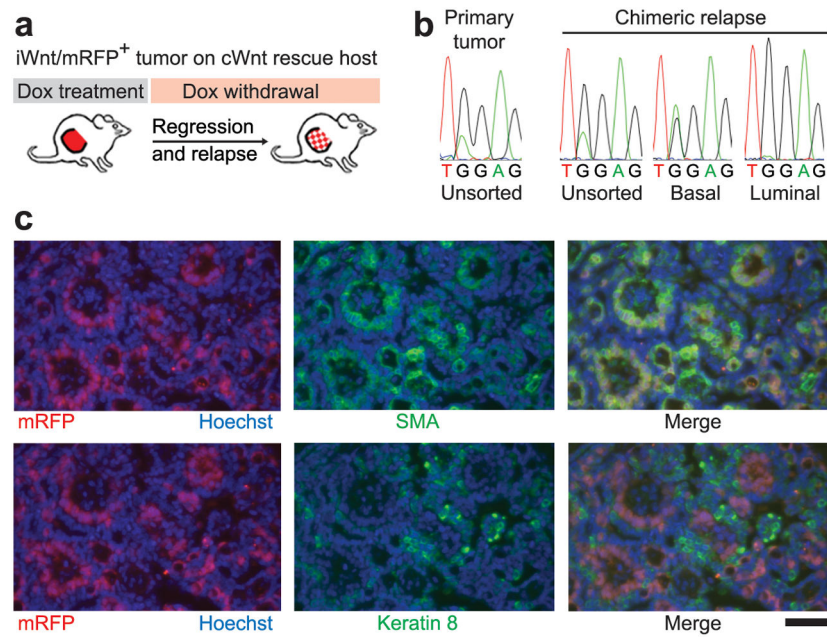 a
iWnt/mRFP+ tumor on cWnt rescue host
Dox treatment Dox withdrawal
Regression
and relapse
b
Primary
tumor
Chimeric relapse
TGGAG TGGAG TGGAG TGGAG
Unsorted Unsorted Basal Luminal
c
mRFP Hoechst SMA Merge
mRFP Hoechst Keratin 8 Merge